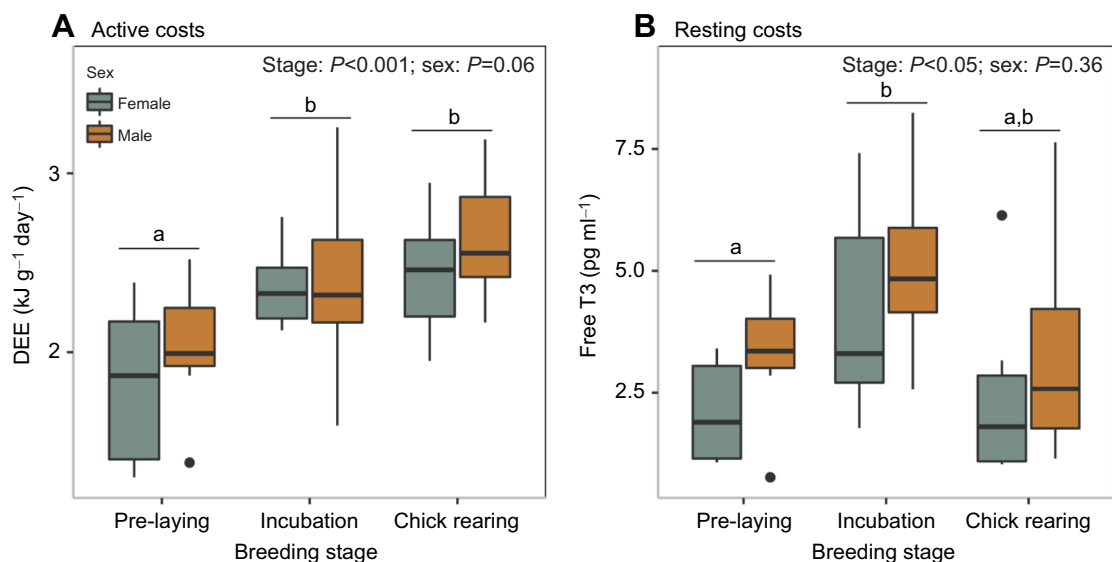 A Active costs
Stage: P<0.001; sex: P=0.06
Sex
Female
Male
a
b
b
3
2
DEE (kJ g⁻¹ day⁻¹)
Pre-laying Incubation Chick rearing
Breeding stage
B Resting costs
Stage: P<0.05; sex: P=0.36
a
b
a,b
7.5
5.0
2.5
Free T3 (pg ml⁻¹)
Pre-laying Incubation Chick rearing
Breeding stage